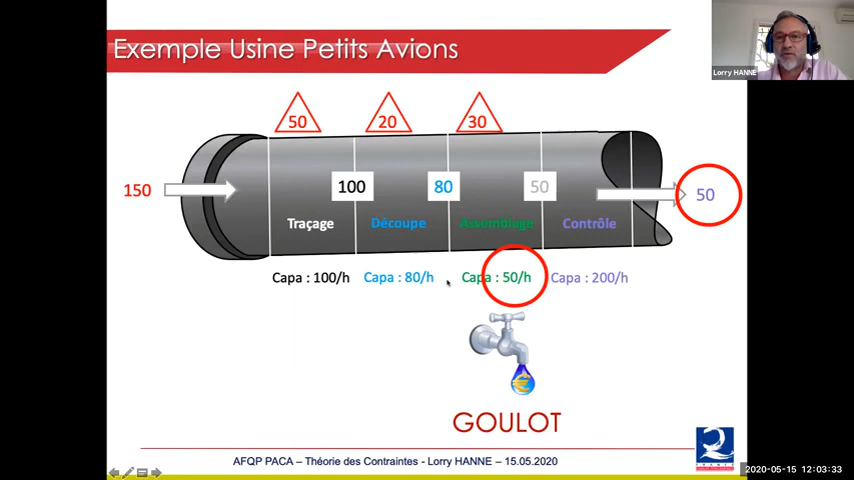 Exemple Usine Petits Avions
Lorry HANNE
50
20
30
150
100
80
50
50
Traçage
Découpe
Assemblage
Contrôle
Capa : 100/h
Capa : 80/h
Capa : 50/h
Capa : 200/h
€
GOULOT
AFQP PACA – Théorie des Contraintes - Lorry HANNE – 15.05.2020
FRANCE
2020-05-15 12:03:33